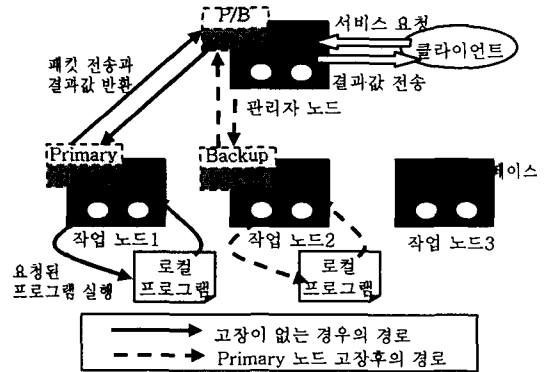 P/B
서비스 요청
클라이언트
패킷 전송과
결과값 반환
결과값 전송
관리자 노드
Primary
Backup
작업 노드1
작업 노드2
작업 노드3
요청된
프로그램 실행
로컬
프로그램
로컬
프로그램
고장이 없는 경우의 경로
Primary 노드 고장후의 경로